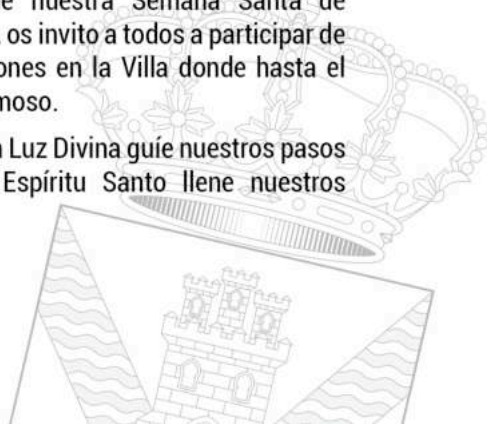 nuestra Semana Santa de
os invito a todos a participar de
ones en la Villa donde hasta el
moso.
Luz Divina guíe nuestros pasos
Espíritu Santo llene nuestros